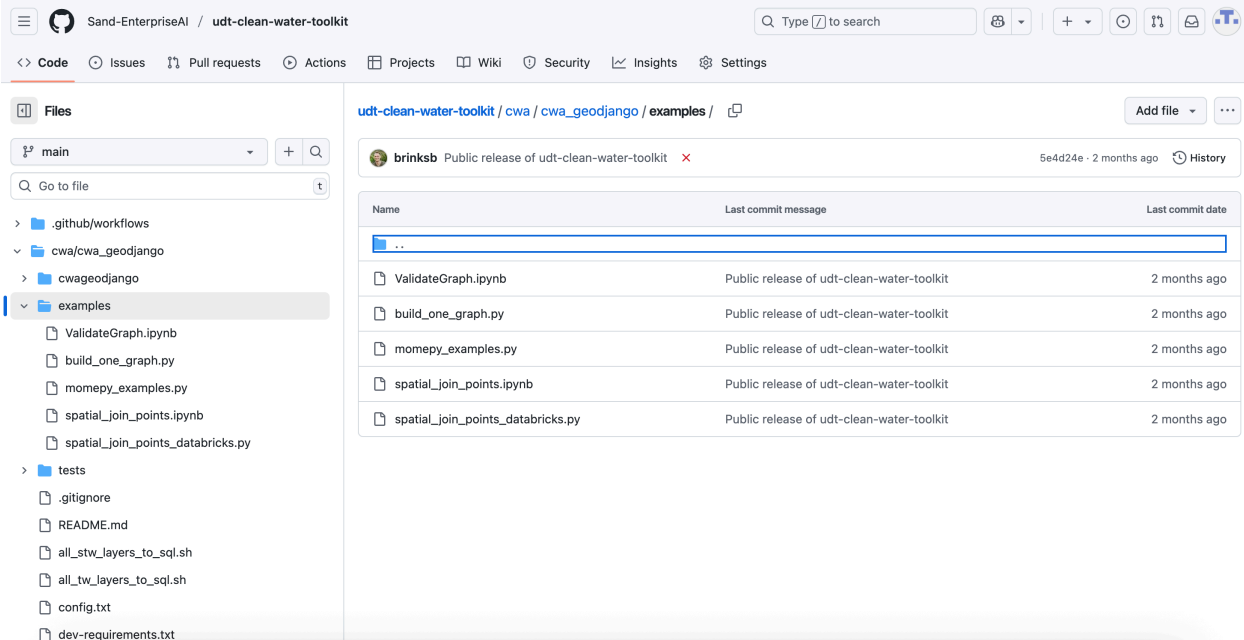 Sand-EnterpriseAI / udt-clean-water-toolkit
Type / to search
Code Issues Pull requests Actions Projects Wiki Security Insights Settings
Files
main
Go to file t
.github/workflows
cwa/cwa_geodjango
cwageodjango
examples
ValidateGraph.ipynb
build_one_graph.py
momepy_examples.py
spatial_join_points.ipynb
spatial_join_points_databricks.py
tests
.gitignore
README.md
all_stw_layers_to_sql.sh
all_tw_layers_to_sql.sh
config.txt
dev-requirements.txt
udt-clean-water-toolkit / cwa / cwa_geodjango / examples /
Add file
brinksb Public release of udt-clean-water-toolkit 5e4d24e · 2 months ago History
Name Last commit message Last commit date
..
ValidateGraph.ipynb Public release of udt-clean-water-toolkit 2 months ago
build_one_graph.py Public release of udt-clean-water-toolkit 2 months ago
momepy_examples.py Public release of udt-clean-water-toolkit 2 months ago
spatial_join_points.ipynb Public release of udt-clean-water-toolkit 2 months ago
spatial_join_points_databricks.py Public release of udt-clean-water-toolkit 2 months ago